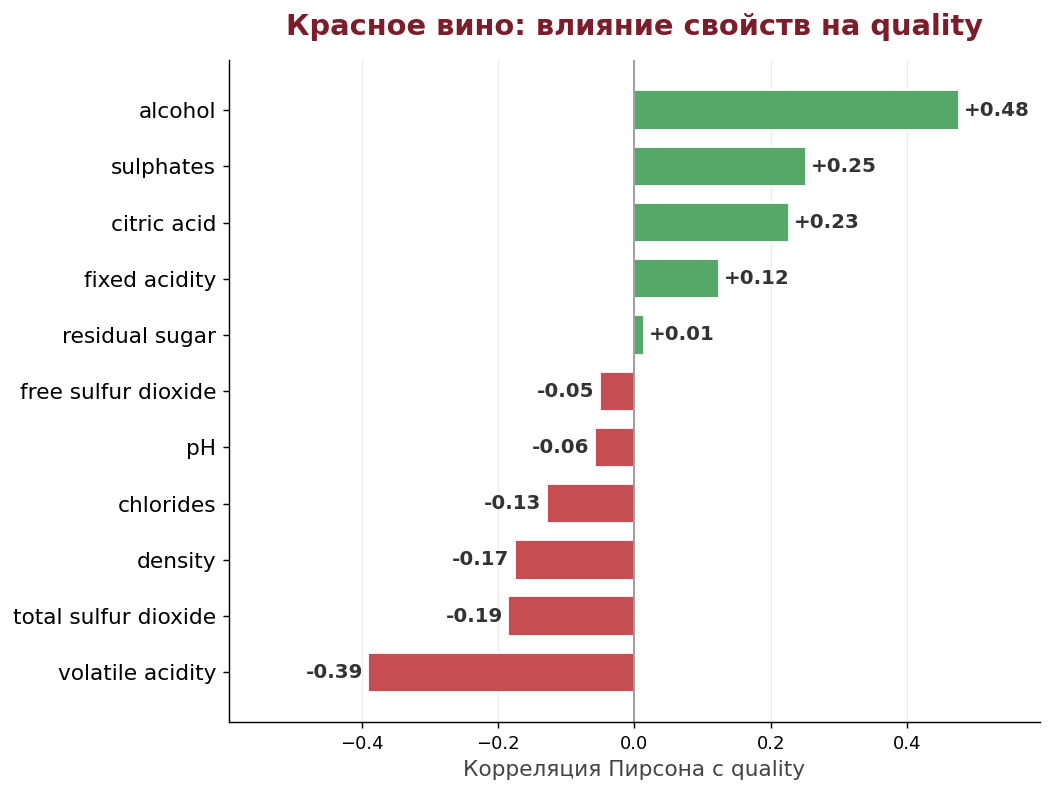 Красное вино: влияние свойств на quality
alcohol +0.48
sulphates +0.25
citric acid +0.23
fixed acidity +0.12
residual sugar +0.01
free sulfur dioxide -0.05
pH -0.06
chlorides -0.13
density -0.17
total sulfur dioxide -0.19
volatile acidity -0.39
−0.4 −0.2 0.0 0.2 0.4
Корреляция Пирсона с quality